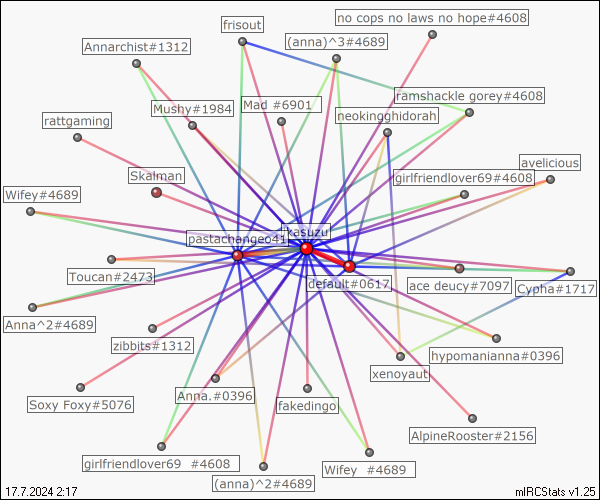 no cops no laws no hope#4608
frisout
(anna)^3#4689
Annarchist#1312
ramshackle gorey#4608
Mushy#1984
Mad #6901
neokingghidorah
rattgaming
avelicious
Skalman
girlfriendlover69#4608
Wifey#4689
kasuzu
pastachangeo41
Toucan#2473
default#0617
ace deucy#7097
Cypha#1717
Anna^2#4689
zibbits#1312
hypomanianna#0396
xenoyaut
Anna.#0396
Soxy Foxy#5076
fakedingo
AlpineRooster#2156
girlfriendlover69 #4608
Wifey #4689
(anna)^2#4689
17.7.2024 2:17
mIRCStats v1.25